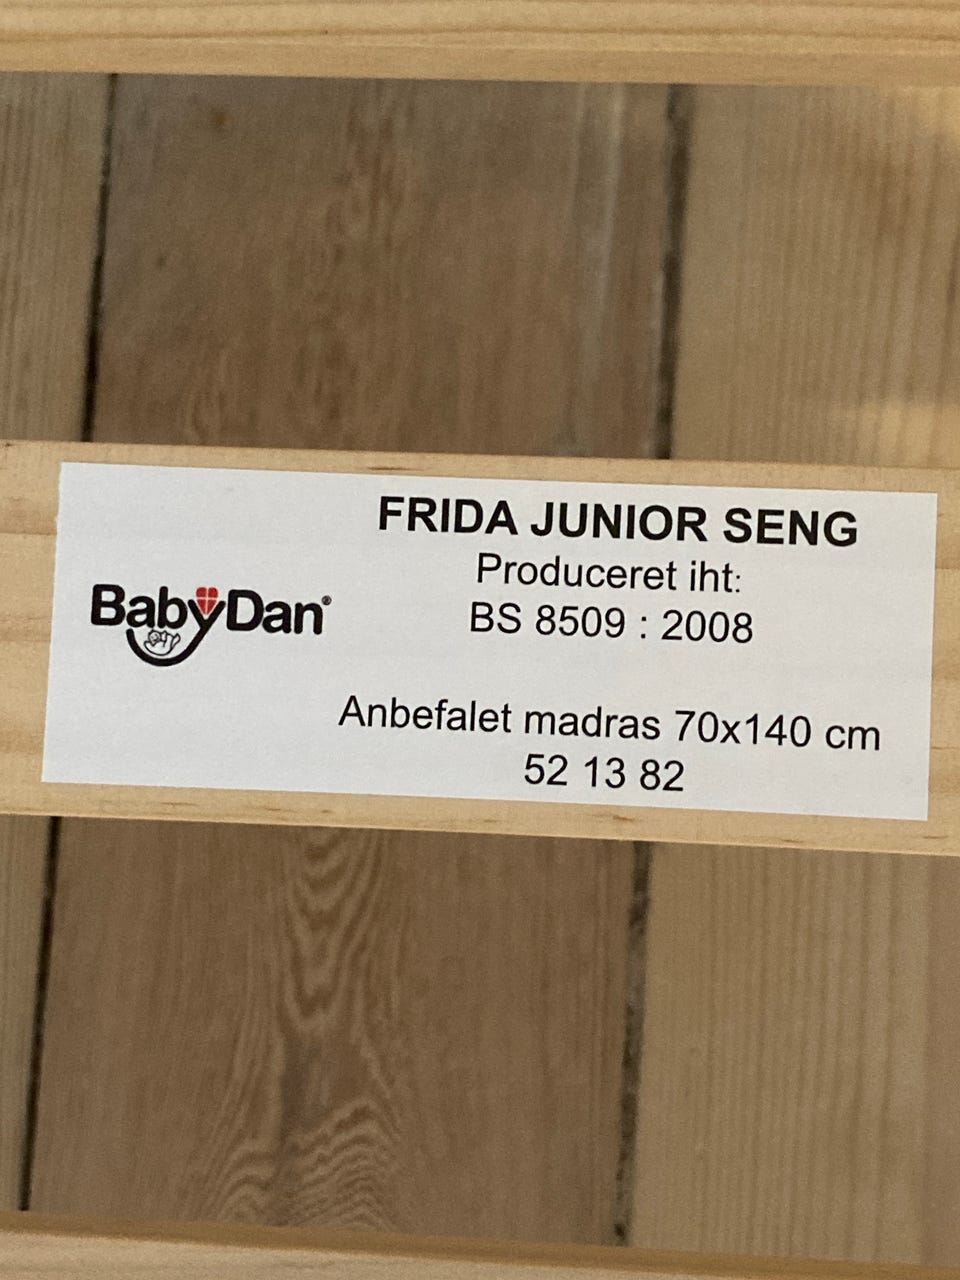 FRIDA JUNIOR SENG
Produceret iht:
BS 8509 : 2008
BabyDan®
Anbefalet madras 70x140 cm
52 13 82